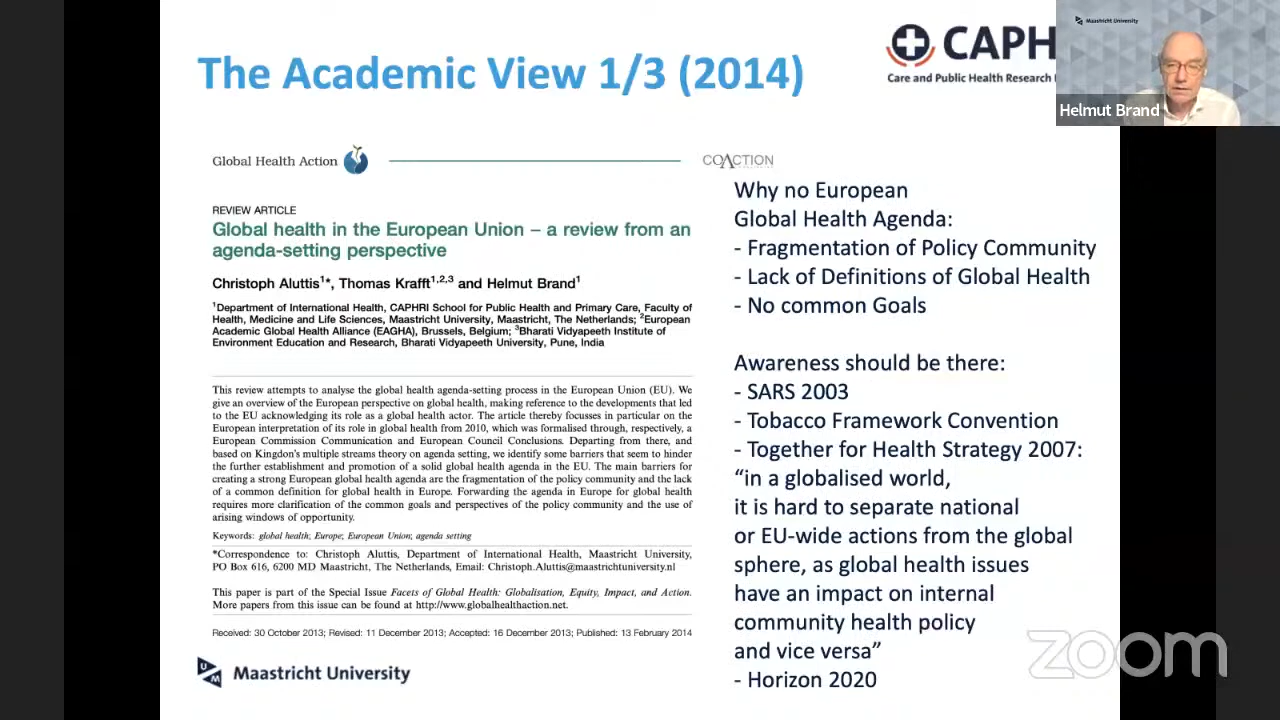 The Academic View 1/3 (2014)
CAPH
Care and Public Health Research
Maastricht University
Helmut Brand
Global Health Action
COACTION
REVIEW ARTICLE
Global health in the European Union – a review from an
agenda-setting perspective
Christoph Aluttis1*, Thomas Krafft1,2,3 and Helmut Brand1
1Department of International Health, CAPHRI School for Public Health and Primary Care, Faculty of
Health, Medicine and Life Sciences, Maastricht University, Maastricht, The Netherlands; 2European
Academic Global Health Alliance (EAGHA), Brussels, Belgium; 3Bharati Vidyapeeth Institute of
Environment Education and Research, Bharati Vidyapeeth University, Pune, India
This review attempts to analyse the global health agenda-setting process in the European Union (EU). We
give an overview of the European perspective on global health, making reference to the developments that led
to the EU acknowledging its role as a global health actor. The article thereby focusses in particular on the
European interpretation of its role in global health from 2010, which was formalised through, respectively, a
European Commission Communication and European Council Conclusions. Departing from there, and
based on Kingdon's multiple streams theory on agenda setting, we identify some barriers that seem to hinder
the further establishment and promotion of a solid global health agenda in the EU. The main barriers for
creating a strong European global health agenda are the fragmentation of the policy community and the lack
of a common definition for global health in Europe. Forwarding the agenda in Europe for global health
requires more clarification of the common goals and perspectives of the policy community and the use of
arising windows of opportunity.
Keywords: global health; Europe; European Union; agenda setting
*Correspondence to: Christoph Aluttis, Department of International Health, Maastricht University,
PO Box 616, 6200 MD Maastricht, The Netherlands, Email: Christoph.Aluttis@maastrichtuniversity.nl
This paper is part of the Special Issue Facets of Global Health: Globalisation, Equity, Impact, and Action.
More papers from this issue can be found at http://www.globalhealthaction.net.
Received: 30 October 2013; Revised: 11 December 2013; Accepted: 16 December 2013; Published: 13 February 2014
Why no European
Global Health Agenda:
- Fragmentation of Policy Community
- Lack of Definitions of Global Health
- No common Goals
Awareness should be there:
- SARS 2003
- Tobacco Framework Convention
- Together for Health Strategy 2007:
“in a globalised world,
it is hard to separate national
or EU-wide actions from the global
sphere, as global health issues
have an impact on internal
community health policy
and vice versa”
- Horizon 2020
Maastricht University
zoom